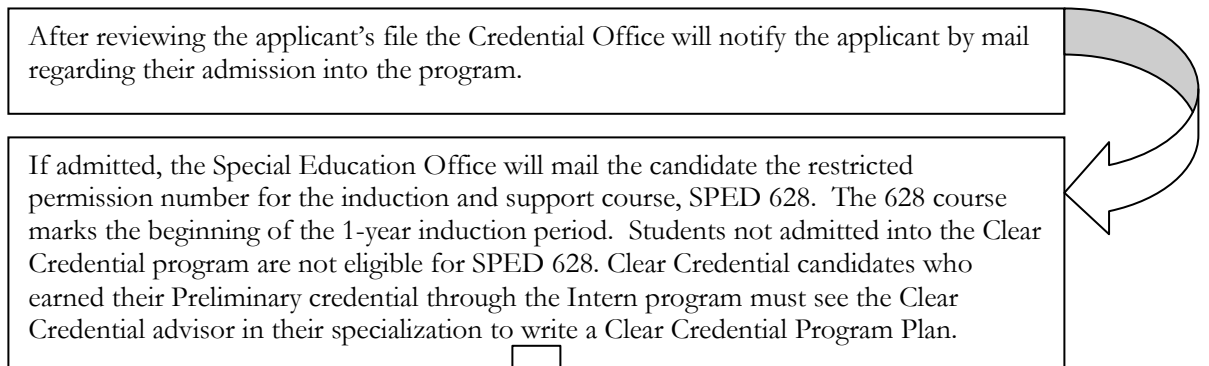 After reviewing the applicant’s file the Credential Office will notify the applicant by mail
regarding their admission into the program.
If admitted, the Special Education Office will mail the candidate the restricted
permission number for the induction and support course, SPED 628.  The 628 course
marks the beginning of the 1-year induction period.  Students not admitted into the Clear
Credential program are not eligible for SPED 628. Clear Credential candidates who
earned their Preliminary credential through the Intern program must see the Clear
Credential advisor in their specialization to write a Clear Credential Program Plan.